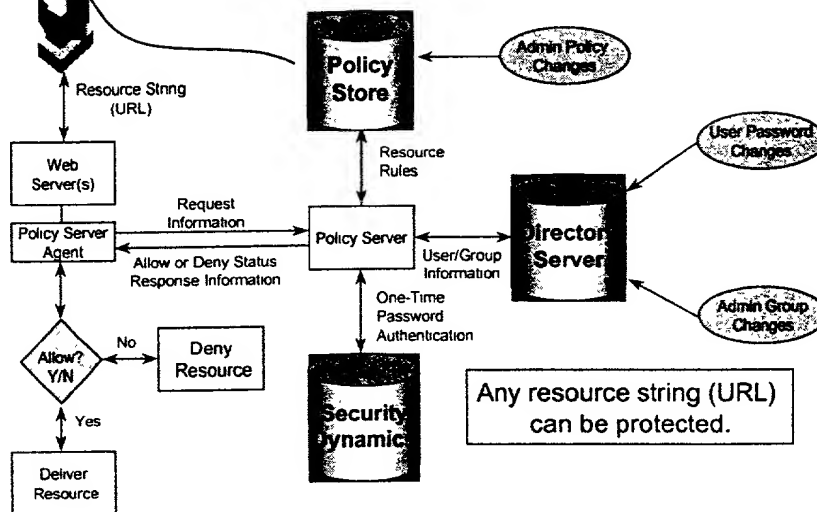 Policy
Store
Admin Policy
Changes
Resource String
(URL)
Web
Server(s)
Resource
Rules
User Password
Changes
Request
Information
Policy Server
Agent
Policy Server
Allow or Deny Status
Response Information
User/Group
Information
Director
Server
One-Time
Password
Authentication
Admin Group
Changes
Allow?
Y/N
No
Deny
Resource
Yes
Security
Dynamic
Any resource string (URL)
can be protected.
Deliver
Resource